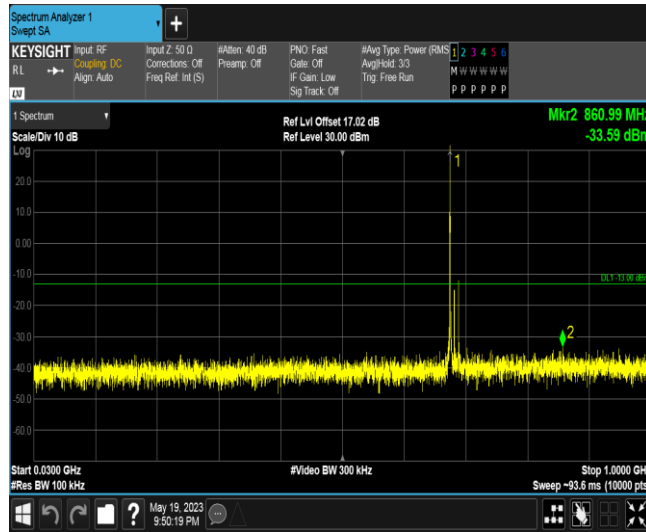 Spectrum Analyzer 1
Swept SA
+
KEYSIGHT
RL
LXI
Input: RF
Coupling: DC
Align: Auto
Input Z: 50 Ω
Corrections: Off
Freq Ref: Int (S)
#Atten: 40 dB
Preamp: Off
PNO: Fast
Gate: Off
IF Gain: Low
Sig Track: Off
#Avg Type: Power (RMS
Avg|Hold: 3/3
Trig: Free Run
1 2 3 4 5 6
M W W W W W
P P P P P P
1 Spectrum
Scale/Div 10 dB
Log
Ref Lvl Offset 17.02 dB
Ref Level 30.00 dBm
Mkr2 860.99 MHz
-33.59 dBm
1
20.0
10.0
0.00
-10.0
DL1 -13.00 dBm
-20.0
-30.0
2
-40.0
-50.0
-60.0
Start 0.0300 GHz
#Res BW 100 kHz
#Video BW 300 kHz
Stop 1.0000 GH
Sweep ~93.6 ms (10000 pts
?
May 19, 2023
9:50:19 PM